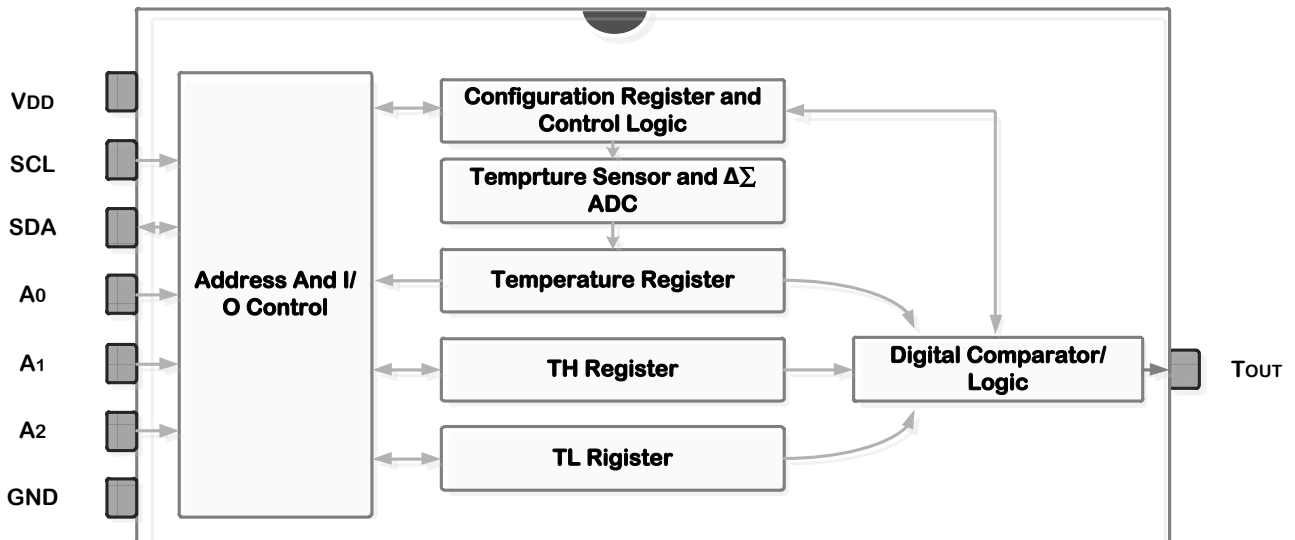 VDD
SCL
SDA
A0
A1
A2
GND
Address And I/
O Control
Configuration Register and
Control Logic
Temprture Sensor and ΔΣ
ADC
Temperature Register
TH Register
TL Rigister
Digital Comparator/
Logic
TOUT